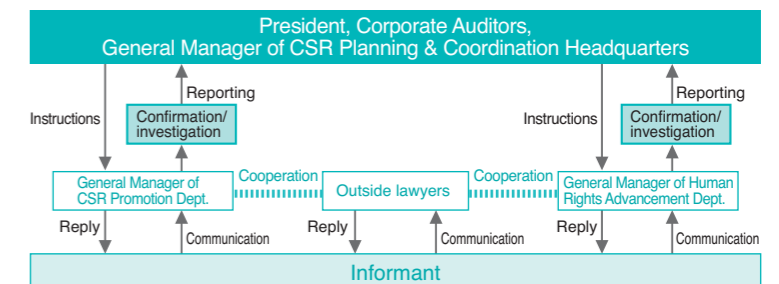 President, Corporate Auditors,
General Manager of CSR Planning & Coordination Headquarters
Instructions
Reporting
Confirmation/
investigation
Instructions
Reporting
Confirmation/
investigation
General Manager of
CSR Promotion Dept.
Cooperation
Outside lawyers
Cooperation
General Manager of Human
Rights Advancement Dept.
Reply
Communication
Reply
Communication
Reply
Communication
Informant